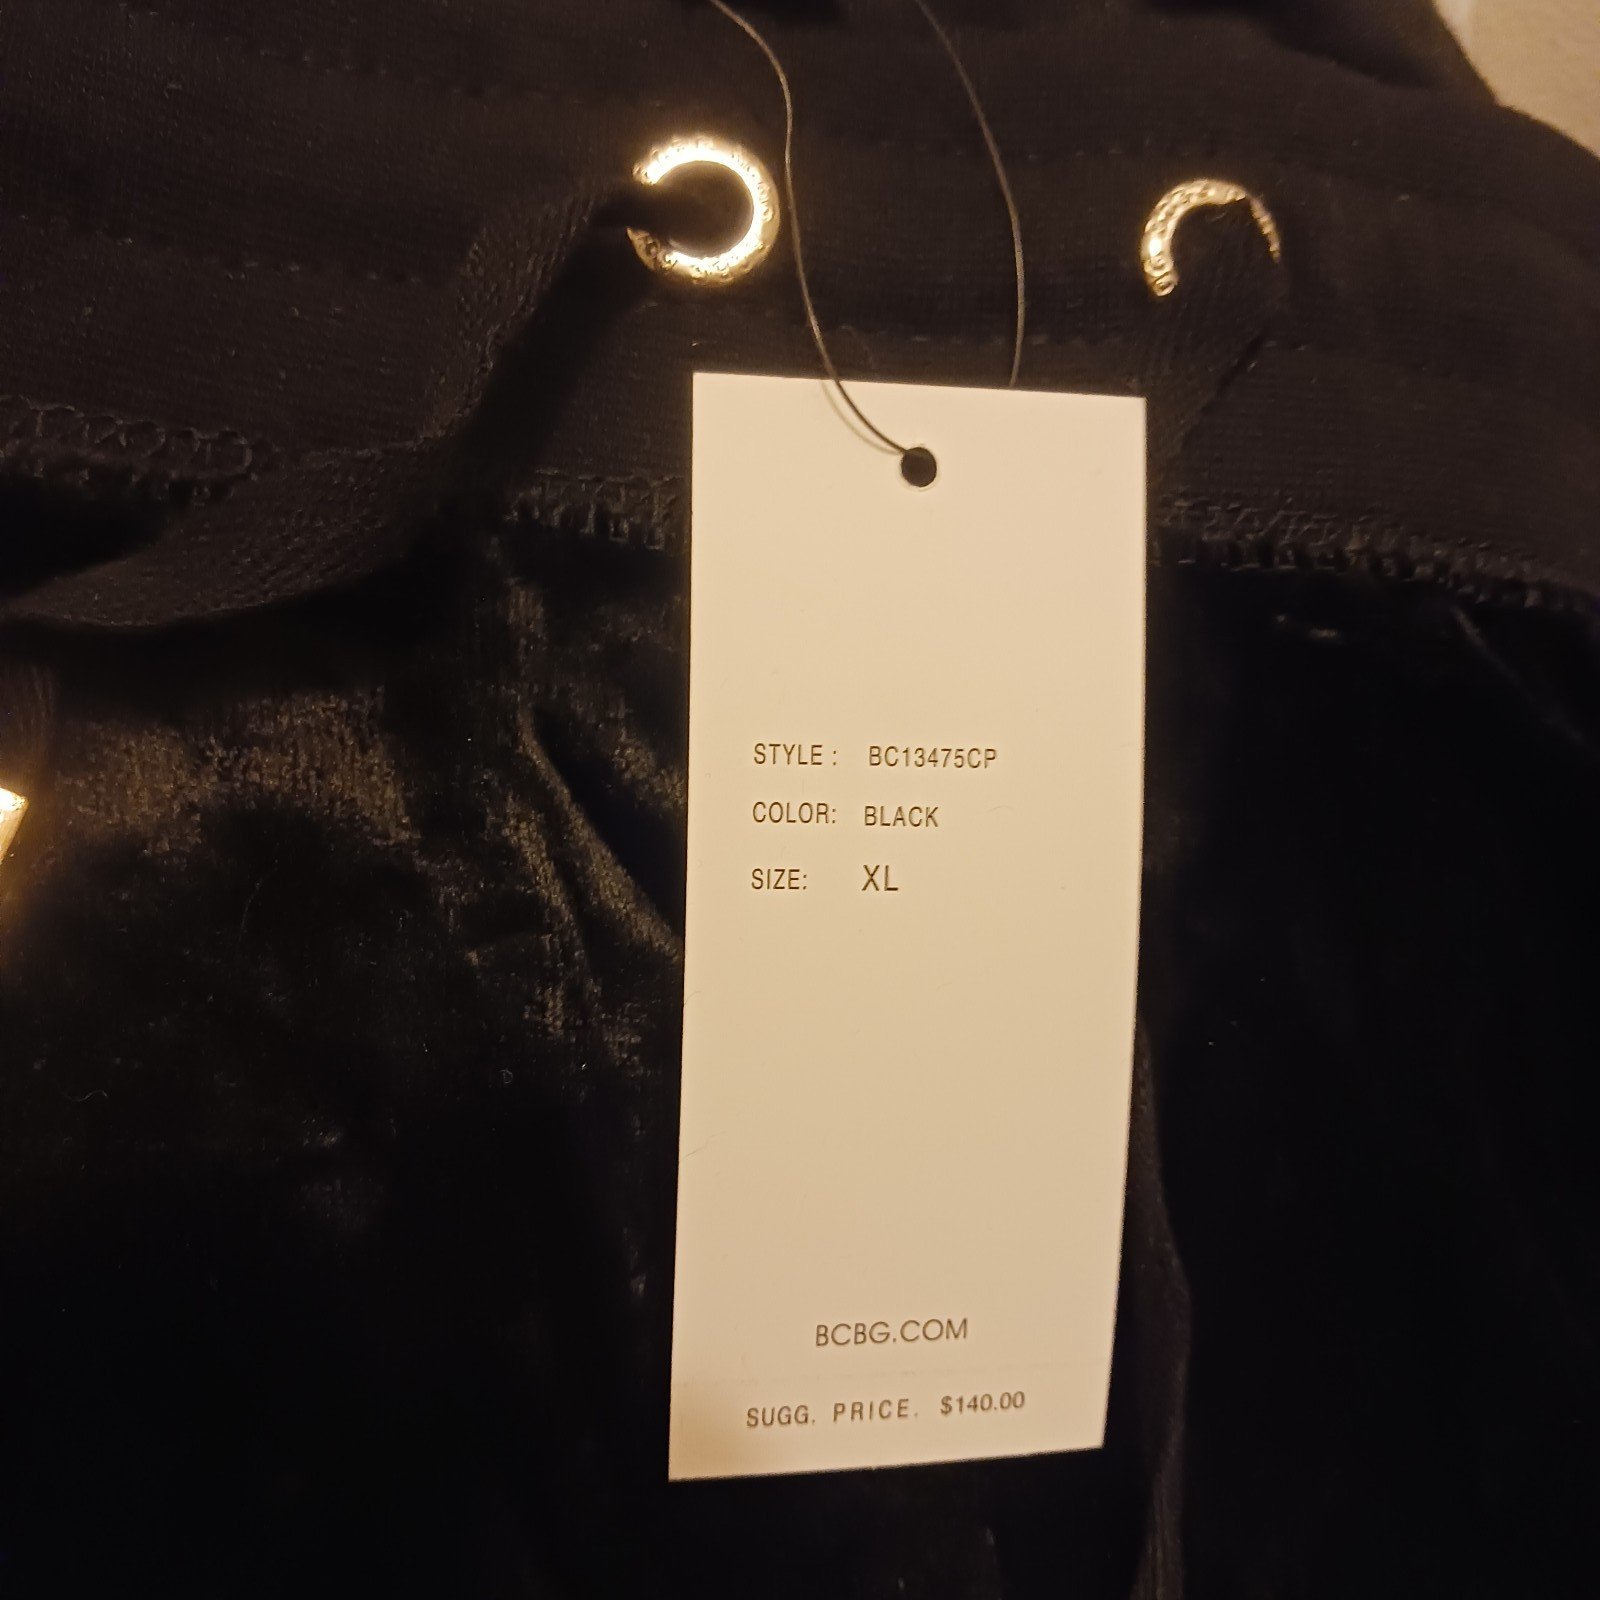 STYLE : BC13475CP
COLOR: BLACK
SIZE: XL
BCBG.COM
SUGG. PRICE. $140.00